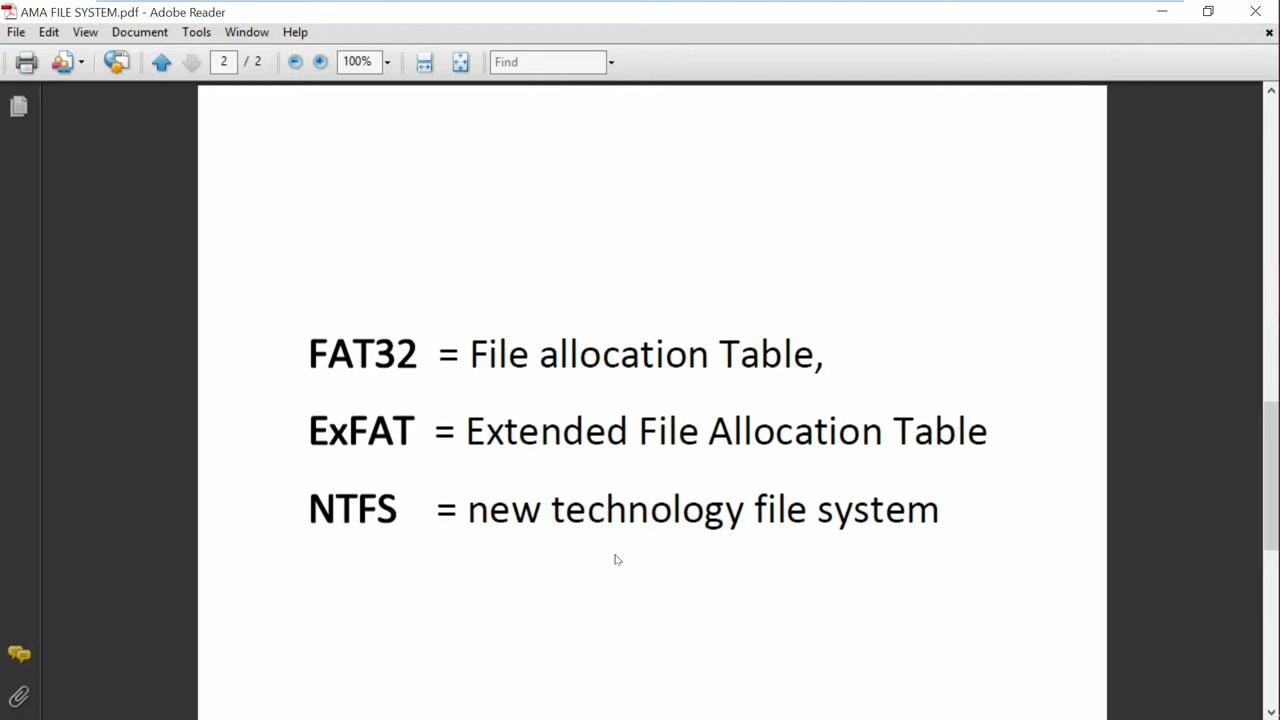 AMA FILE SYSTEM.pdf - Adobe Reader
File Edit View Document Tools Window Help
2 / 2 100% Find
FAT32 = File allocation Table,
ExFAT = Extended File Allocation Table
NTFS = new technology file system